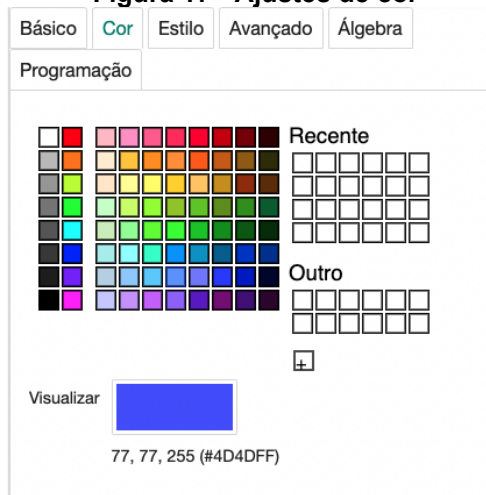 Básico Cor Estilo Avançado Álgebra
Programação
Recente
Outro
+
Visualizar
77, 77, 255 (#4D4DFF)